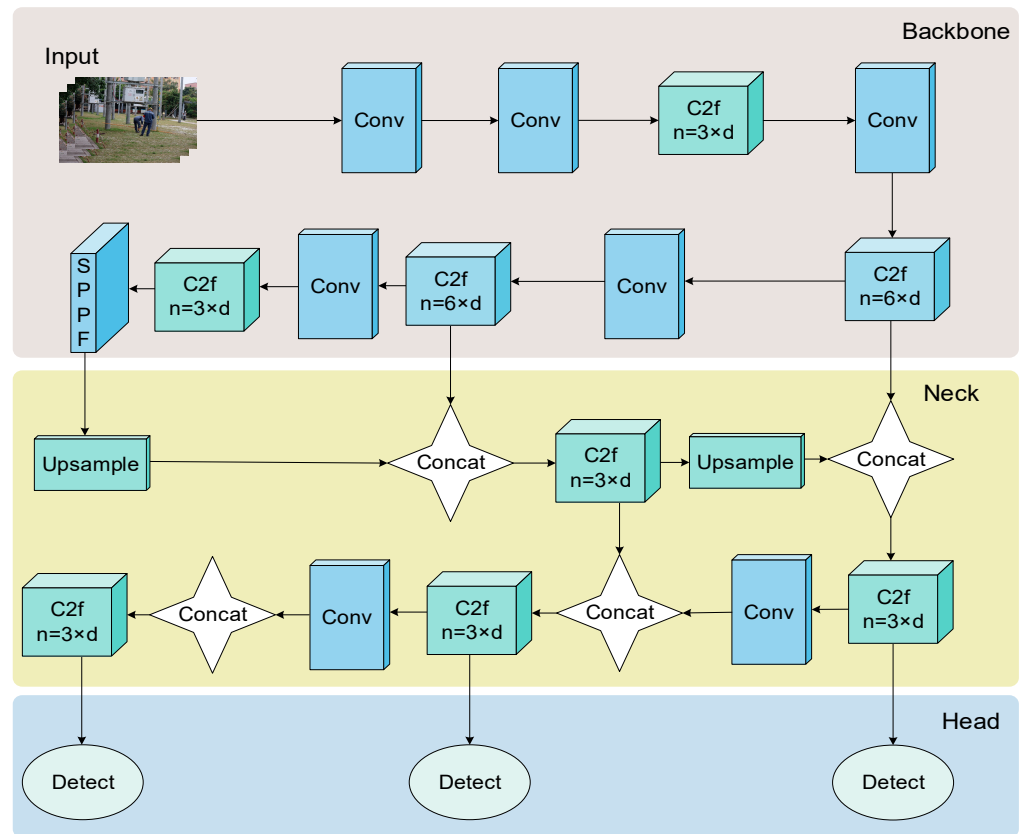 Backbone
Input
Conv
Conv
C2f
n=3×d
Conv
S
P
P
F
C2f
n=3×d
Conv
C2f
n=6×d
Conv
C2f
n=6×d
Neck
Upsample
Concat
C2f
n=3×d
Upsample
Concat
C2f
n=3×d
Concat
Conv
C2f
n=3×d
Concat
Conv
C2f
n=3×d
Head
Detect
Detect
Detect